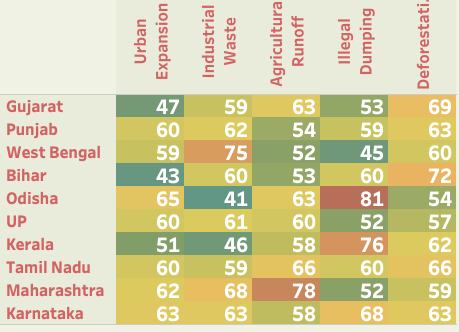 Urban Expansion
Industrial Waste
Agricultura
Runoff
Illegal Dumping
Deforestati
Gujarat 47 59 63 53 69
Punjab 60 62 54 59 63
West Bengal 59 75 52 45 60
Bihar 43 60 53 60 72
Odisha 65 41 63 81 54
UP 60 61 60 52 57
Kerala 51 46 58 76 62
Tamil Nadu 60 59 66 60 66
Maharashtra 62 68 78 52 59
Karnataka 63 63 58 68 63